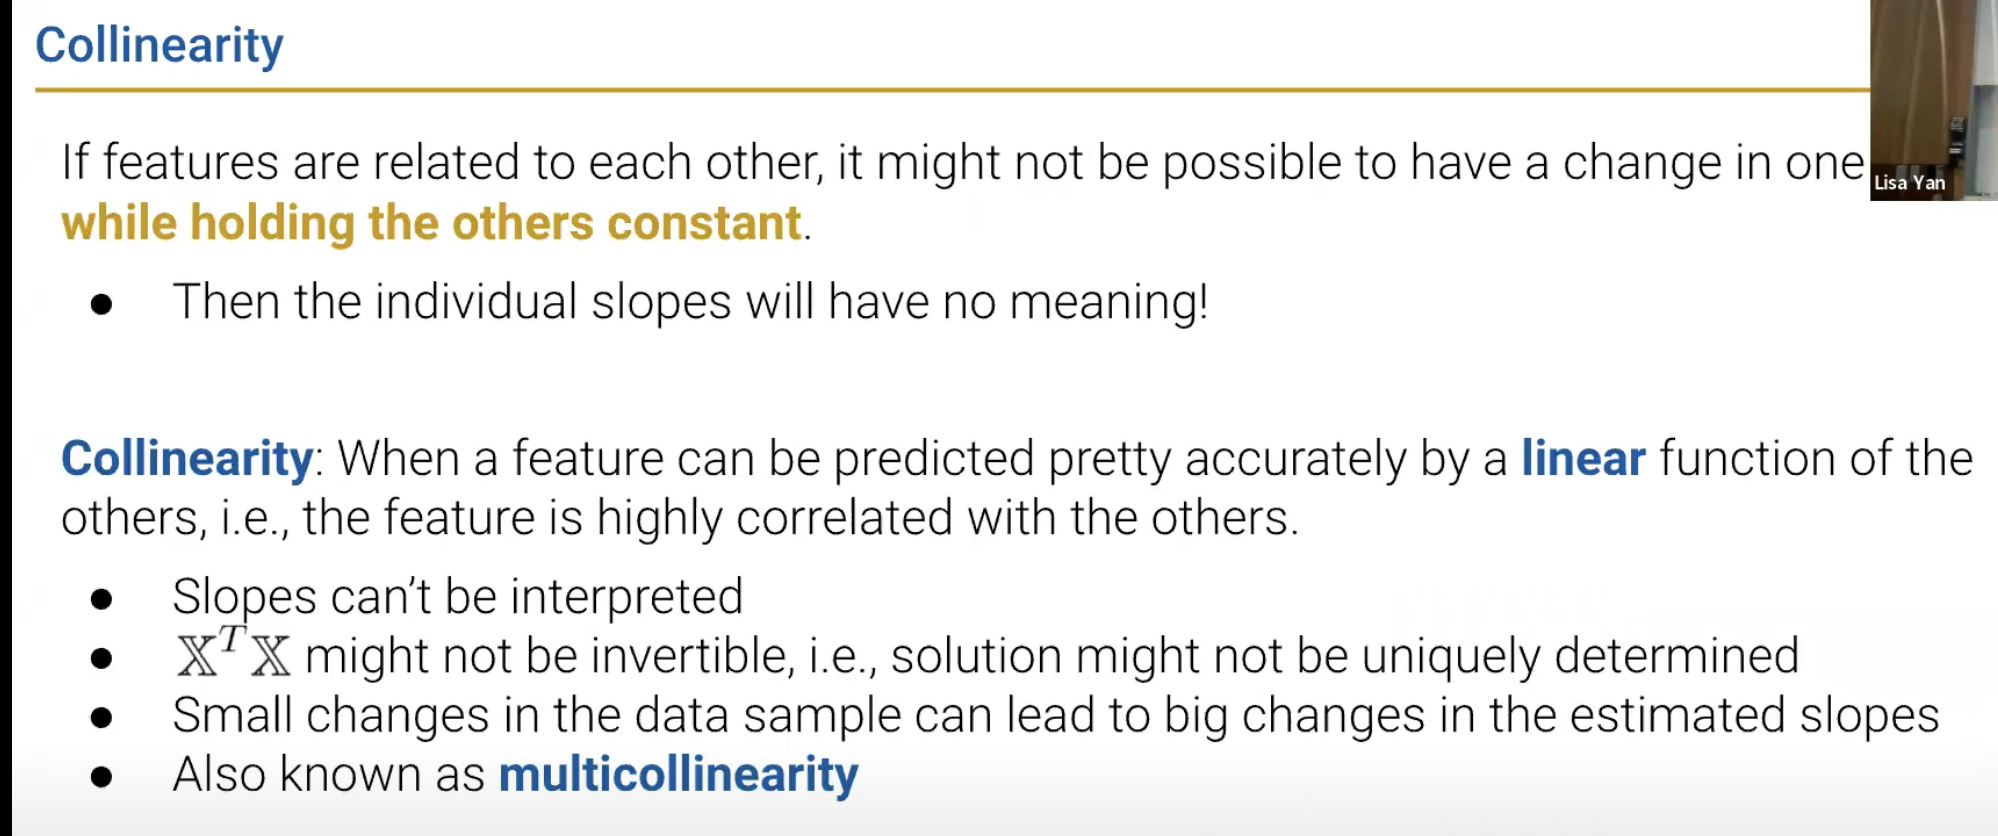 Collinearity
If features are related to each other, it might not be possible to have a change in one
Lisa Yan
while holding the others constant.
● Then the individual slopes will have no meaning!
Collinearity: When a feature can be predicted pretty accurately by a linear function of the
others, i.e., the feature is highly correlated with the others.
● Slopes can't be interpreted
● 𝕏ᵀ𝕏 might not be invertible, i.e., solution might not be uniquely determined
● Small changes in the data sample can lead to big changes in the estimated slopes
● Also known as multicollinearity